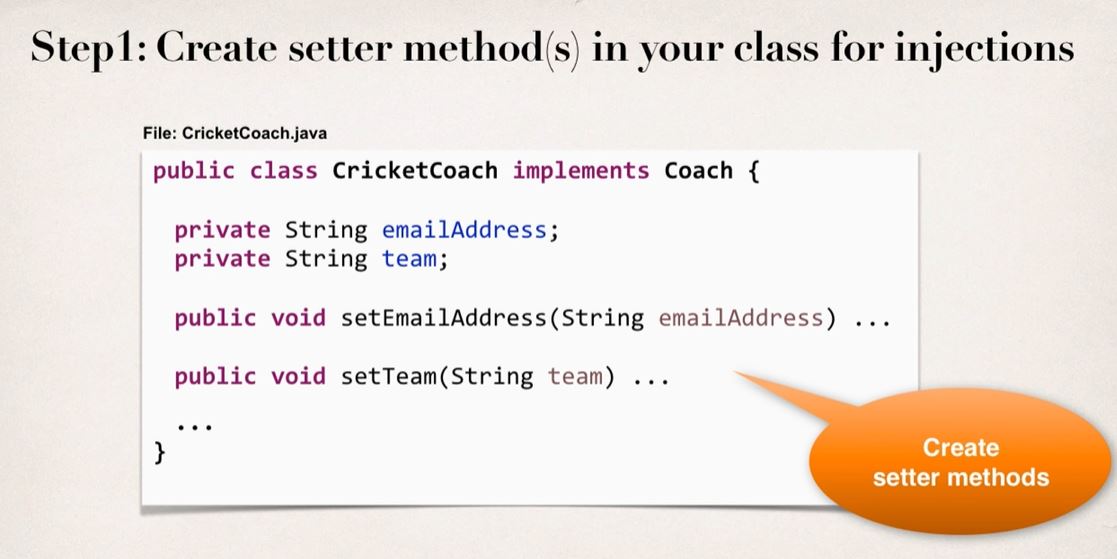 Step1: Create setter method(s) in your class for injections
File: CricketCoach.java
public class CricketCoach implements Coach {
private String emailAddress;
private String team;
public void setEmailAddress(String emailAddress) ...
public void setTeam(String team) ...
...
}
Create
setter methods